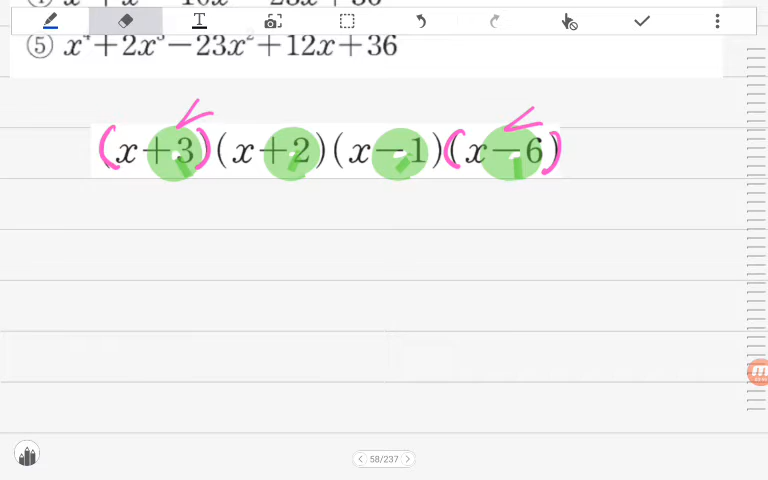 ⑤ x⁴+2x³−23x²+12x+36
(x+3)(x+2)(x−1)(x−6)
58/237